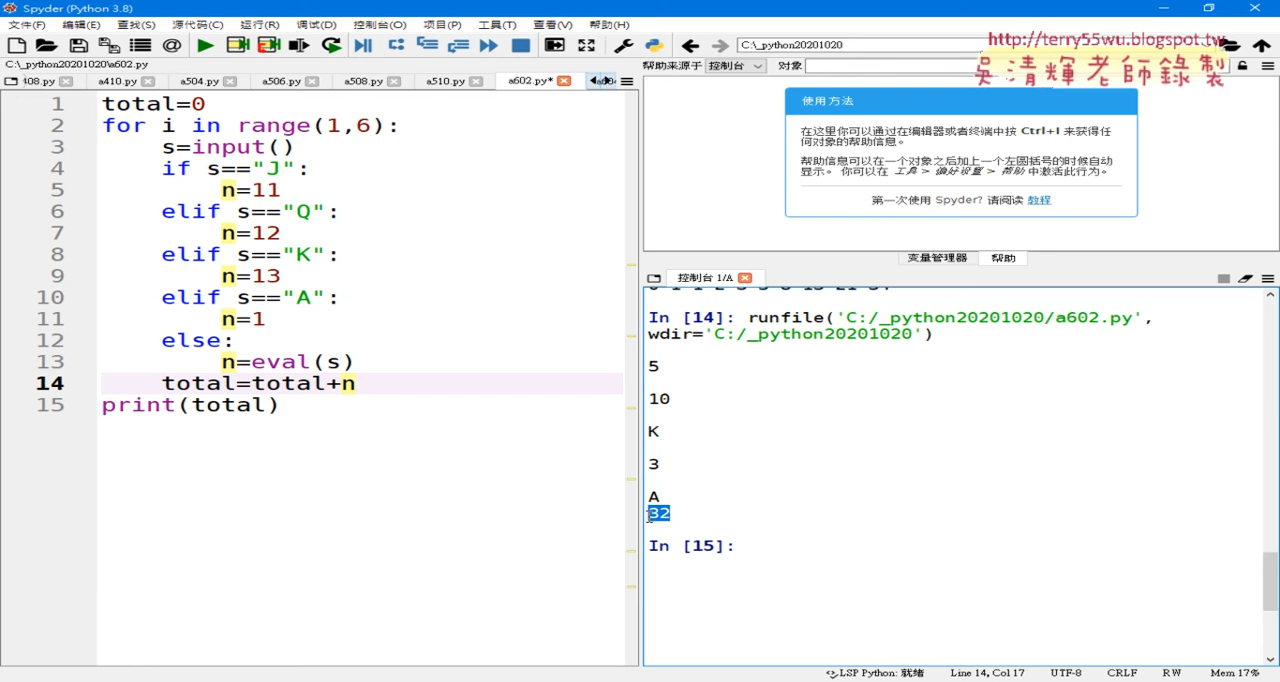 Spyder (Python 3.8)
文件(F) 编辑(E) 查找(S) 源代码(C) 运行(R) 调试(D) 控制台(O) 项目(P) 工具(T) 查看(V) 帮助(H)
C:\_python20201020
http://terry55wu.blogspot.tw
吳清輝老師錄製
C:\_python20201020\a602.py
帮助来源于 控制台 对象
408.py a410.py a504.py a506.py a508.py a510.py a602.py*
1 total=0
2 for i in range(1,6):
3 s=input()
4 if s=="J":
5 n=11
6 elif s=="Q":
7 n=12
8 elif s=="K":
9 n=13
10 elif s=="A":
11 n=1
12 else:
13 n=eval(s)
14 total=total+n
15 print(total)
使用方法
在这里你可以通过在编辑器或者终端中按 Ctrl+I 来获得任
何对象的帮助信息。
帮助信息可以在一个对象之后加上一个左圆括号的时候自动
显示。 你可以在 工具 > 偏好设置 > 帮助 中激活此行为。
第一次使用 Spyder? 请阅读 教程
变量管理器 帮助
控制台 1/A
In [14]: runfile('C:/_python20201020/a602.py',
wdir='C:/_python20201020')
5
10
K
3
A
32
In [15]:
LSP Python: 就绪 Line 14, Col 17 UTF-8 CRLF RW Mem 17%